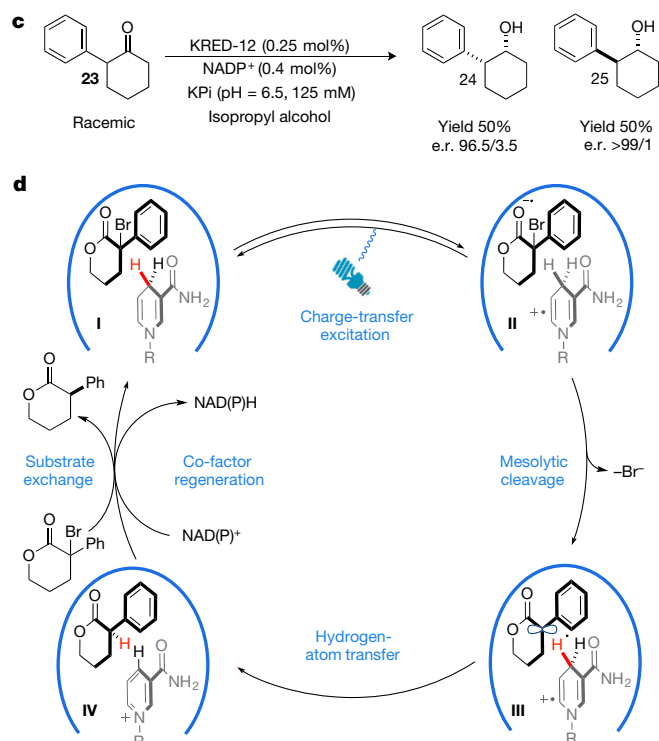 c
KRED-12 (0.25 mol%)
NADP⁺ (0.4 mol%)
KPi (pH = 6.5, 125 mM)
Isopropyl alcohol
O
23
Racemic
OH
24
Yield 50%
e.r. 96.5/3.5
OH
25
Yield 50%
e.r. >99/1
d
O
Br
O
H
H
O
NH₂
N
R
I
Charge-transfer
excitation
O⁻•
Br
O
H
H
O
NH₂
+•
N
R
II
Mesolytic
cleavage
–Br⁻
O
O
H
H
O
NH₂
+•
N
R
III
Hydrogen-
atom transfer
O
O
H
H
O
NH₂
+
N
R
IV
O
Ph
O
NAD(P)H
Substrate
exchange
Co-factor
regeneration
O
Br
Ph
O
NAD(P)⁺